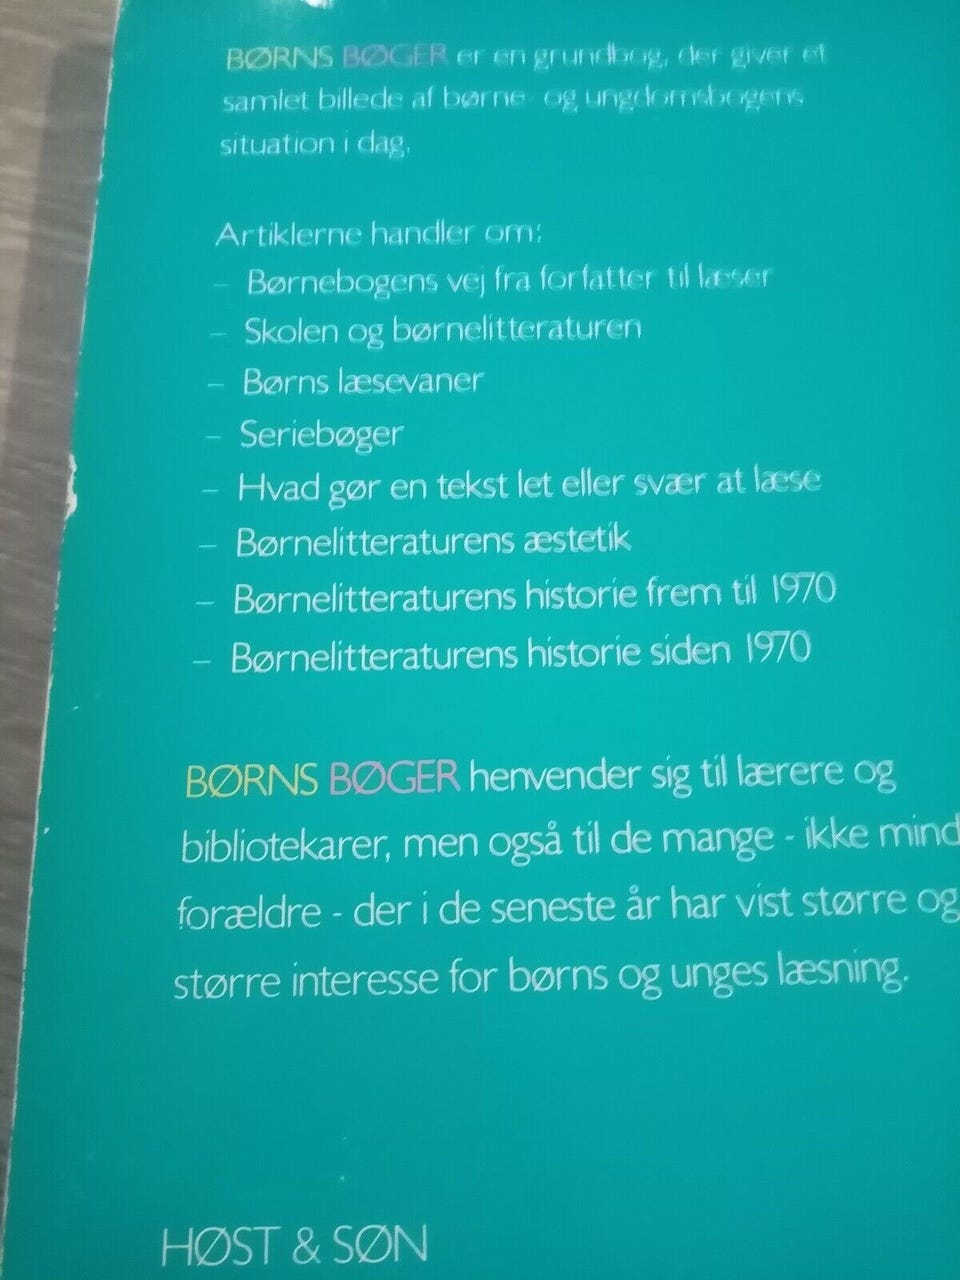 BØRNS BØGER er en grundbog, der giver et
samlet billede af børne- og ungdomsbogens
situation i dag.
Artiklerne handler om:
– Børnebogens vej fra forfatter til læser
– Skolen og børnelitteraturen
– Børns læsevaner
– Seriebøger
– Hvad gør en tekst let eller svær at læse
– Børnelitteraturens æstetik
– Børnelitteraturens historie frem til 1970
– Børnelitteraturens historie siden 1970
BØRNS BØGER henvender sig til lærere og
bibliotekarer, men også til de mange - ikke mind
forældre - der i de seneste år har vist større og
større interesse for børns og unges læsning.
HØST & SØN